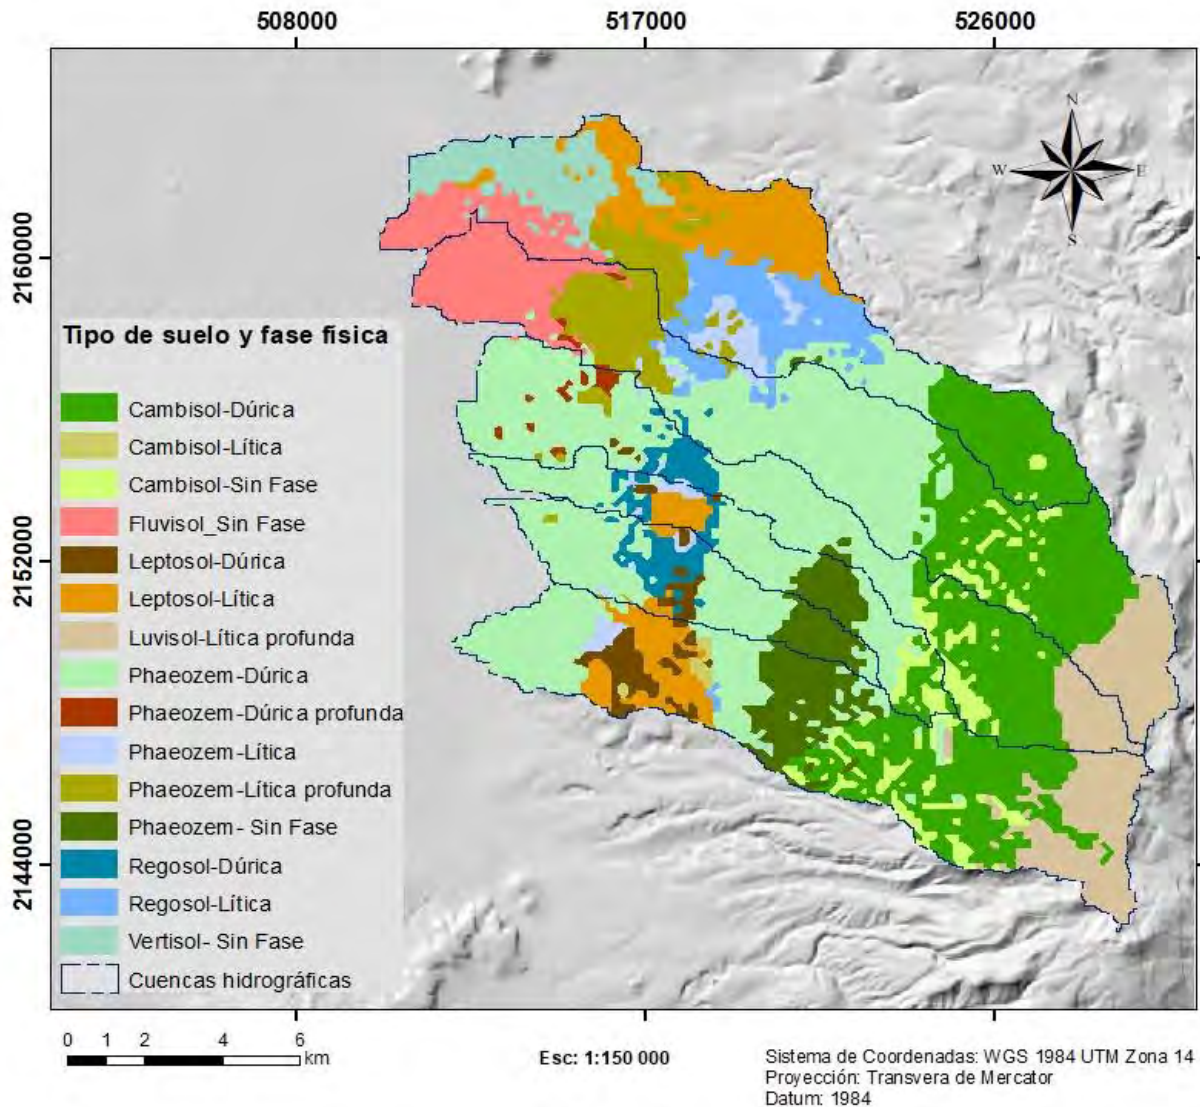 508000 517000 526000
N
W E
S
2160000
2152000
2144000
Tipo de suelo y fase física
Cambisol-Dúrica
Cambisol-Lítica
Cambisol-Sin Fase
Fluvisol_Sin Fase
Leptosol-Dúrica
Leptosol-Lítica
Luvisol-Lítica profunda
Phaeozem-Dúrica
Phaeozem-Dúrica profunda
Phaeozem-Lítica
Phaeozem-Lítica profunda
Phaeozem- Sin Fase
Regosol-Dúrica
Regosol-Lítica
Vertisol- Sin Fase
Cuencas hidrográficas
0 1 2 4 6
km
Esc: 1:150 000
Sistema de Coordenadas: WGS 1984 UTM Zona 14
Proyección: Transvera de Mercator
Datum: 1984